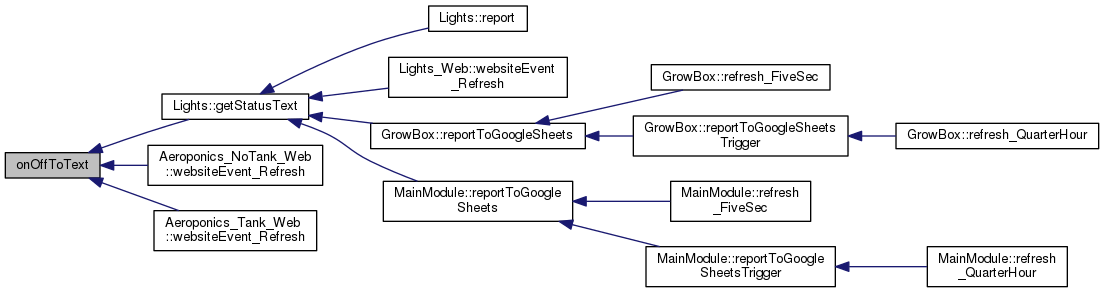 Lights::report
Lights_Web::websiteEvent
_Refresh
GrowBox::refresh_FiveSec
Lights::getStatusText
GrowBox::reportToGoogleSheets
GrowBox::reportToGoogleSheets
Trigger
GrowBox::refresh_QuarterHour
onOffToText
Aeroponics_NoTank_Web
::websiteEvent_Refresh
MainModule::reportToGoogle
Sheets
MainModule::refresh
_FiveSec
Aeroponics_Tank_Web
::websiteEvent_Refresh
MainModule::reportToGoogle
SheetsTrigger
MainModule::refresh
_QuarterHour